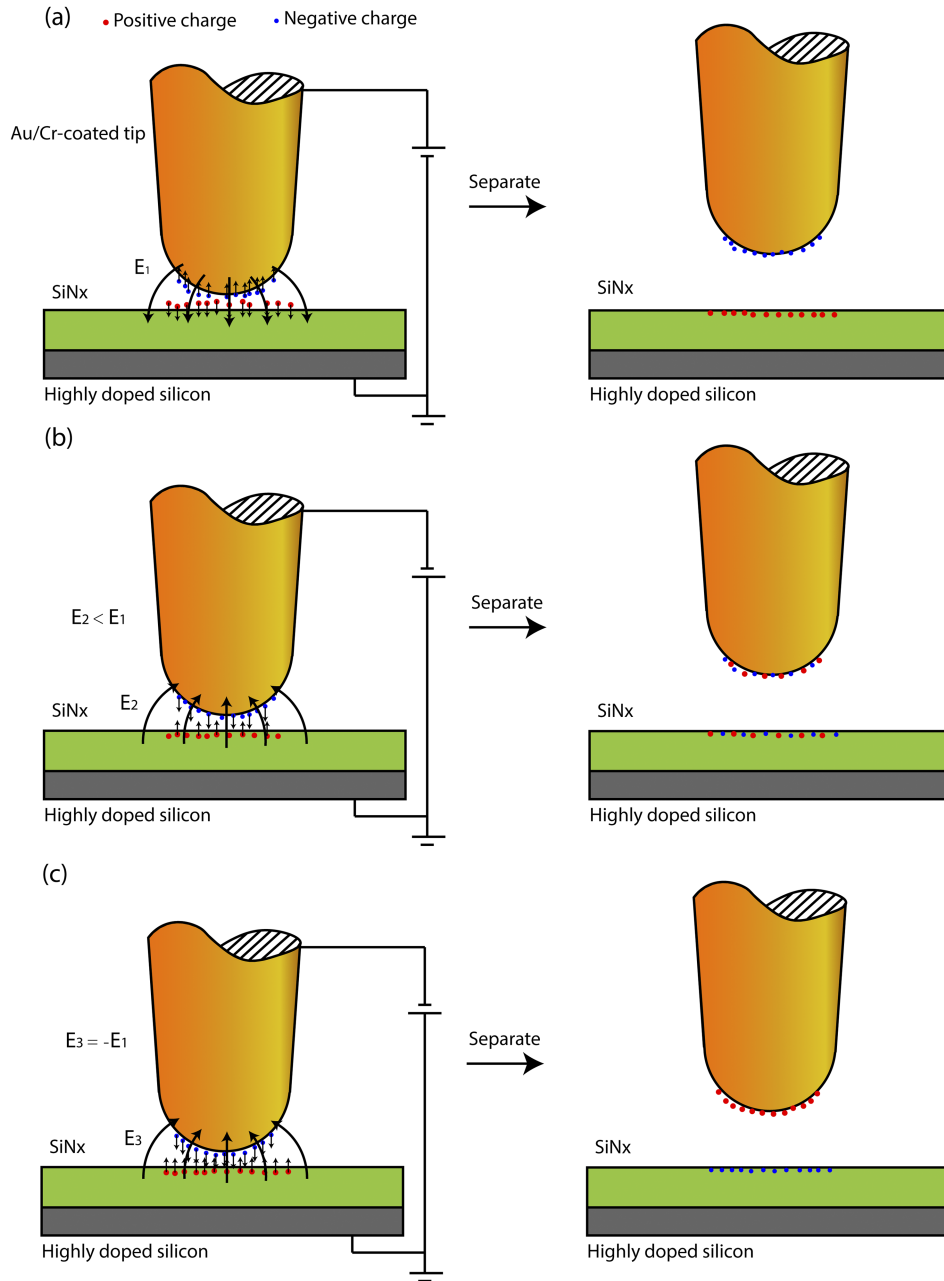 (a)
Positive charge
Negative charge
Au/Cr-coated tip
Separate
E1
SiNx
SiNx
Highly doped silicon
Highly doped silicon
(b)
E2 < E1
Separate
E2
SiNx
SiNx
Highly doped silicon
Highly doped silicon
(c)
E3 = -E1
Separate
E3
SiNx
SiNx
Highly doped silicon
Highly doped silicon